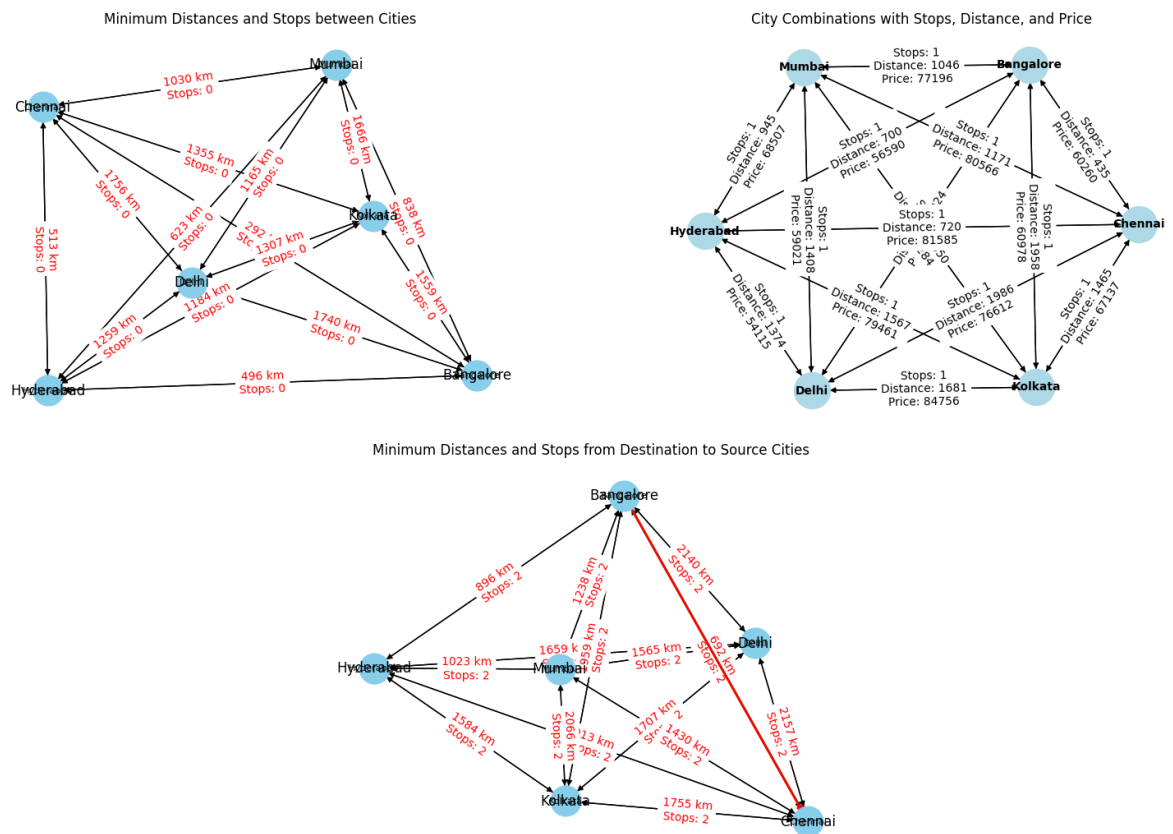 Minimum Distances and Stops between Cities
Mumbai
Chennai
1030 km
Stops: 0
1666 km
Stops: 0
1355 km
Stops: 0
1165 km
Stops: 0
1756 km
Stops: 0
838 km
Stops: 0
Kolkata
623 km
Stops: 0
513 km
Stops: 0
292
1307 km
Stops: 0
Delhi
1184 km
Stops: 0
1559 km
Stops: 0
1259 km
Stops: 0
1740 km
Stops: 0
496 km
Stops: 0
Hyderabad
Bangalore
City Combinations with Stops, Distance, and Price
Mumbai
Bangalore
Stops: 1
Distance: 1046
Price: 77196
Stops: 1
Distance: 945
Price: 68507
Stops: 1
Distance: 700
Price: 56590
Stops: 1
Distance: 1171
Price: 80566
Stops: 1
Distance: 435
Price: 60260
Stops: 1
Hyderabad
Stops: 1
Distance: 720
Price: 81585
Chennai
Stops: 1
Distance: 1408
Price: 59021
Stops: 1
Distance: 1958
Price: 60978
Stops: 1
Distance: 1374
Price: 54115
Stops: 1
Distance: 1567
Price: 79461
Stops: 1
Distance: 1986
Price: 76612
Stops: 1
Distance: 1465
Price: 67137
Delhi
Stops: 1
Distance: 1681
Price: 84756
Kolkata
Minimum Distances and Stops from Destination to Source Cities
Bangalore
896 km
Stops: 2
1238 km
Stops: 2
2140 km
Stops: 2
Delhi
Hyderabad
1023 km
Stops: 2
Mumbai
1659
1565 km
Stops: 2
692 km
Stops: 2
1584 km
Stops: 2
2066 km
Stops: 2
1707 km
1430 km
Stops: 2
2157 km
Stops: 2
Kolkata
1755 km
Stops: 2
Chennai